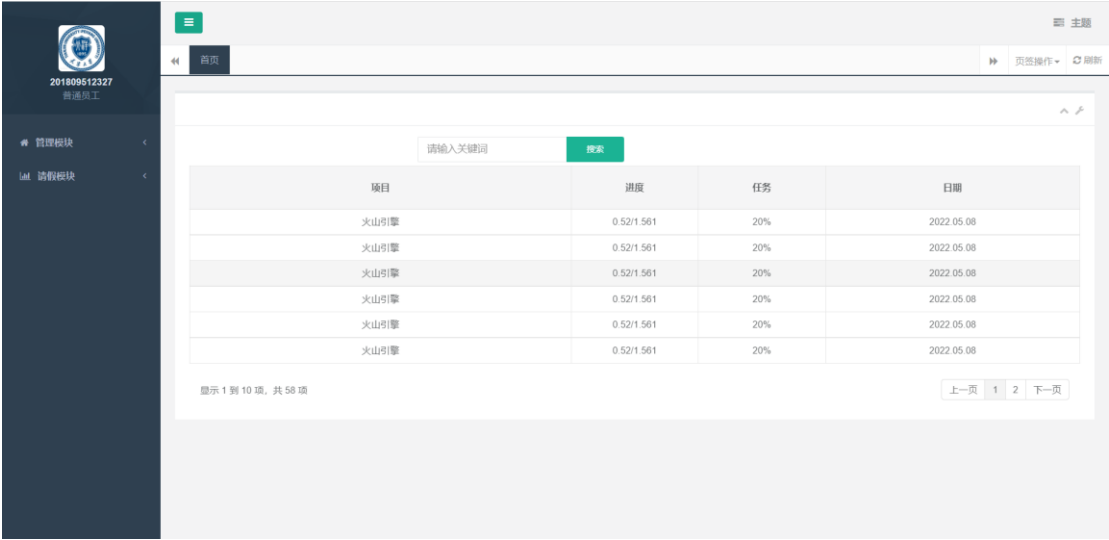 主题
首页
页签操作
刷新
201809512327
普通员工
管理模块
请假模块
请输入关键词 搜索
项目 进度 任务 日期
火山引擎 0.52/1.561 20% 2022.05.08
火山引擎 0.52/1.561 20% 2022.05.08
火山引擎 0.52/1.561 20% 2022.05.08
火山引擎 0.52/1.561 20% 2022.05.08
火山引擎 0.52/1.561 20% 2022.05.08
火山引擎 0.52/1.561 20% 2022.05.08
显示 1 到 10 项，共 58 项
上一页 1 2 下一页